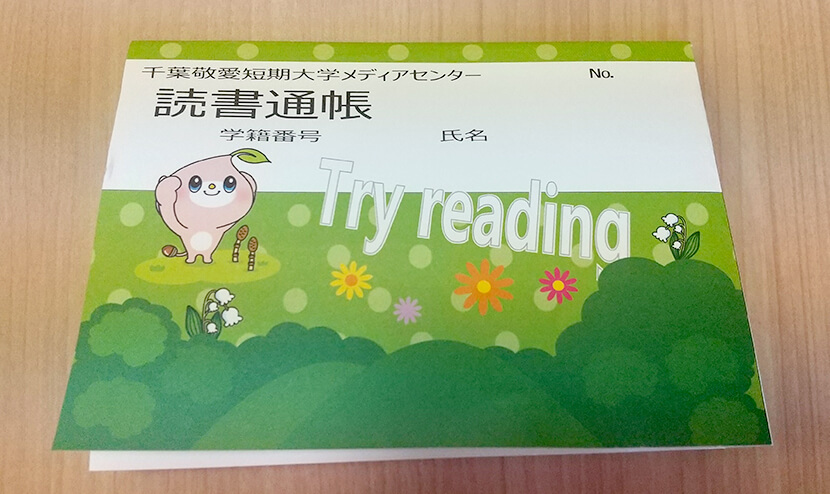 千葉敬愛短期大学メディアセンター No.
読書通帳
学籍番号 氏名
Try reading